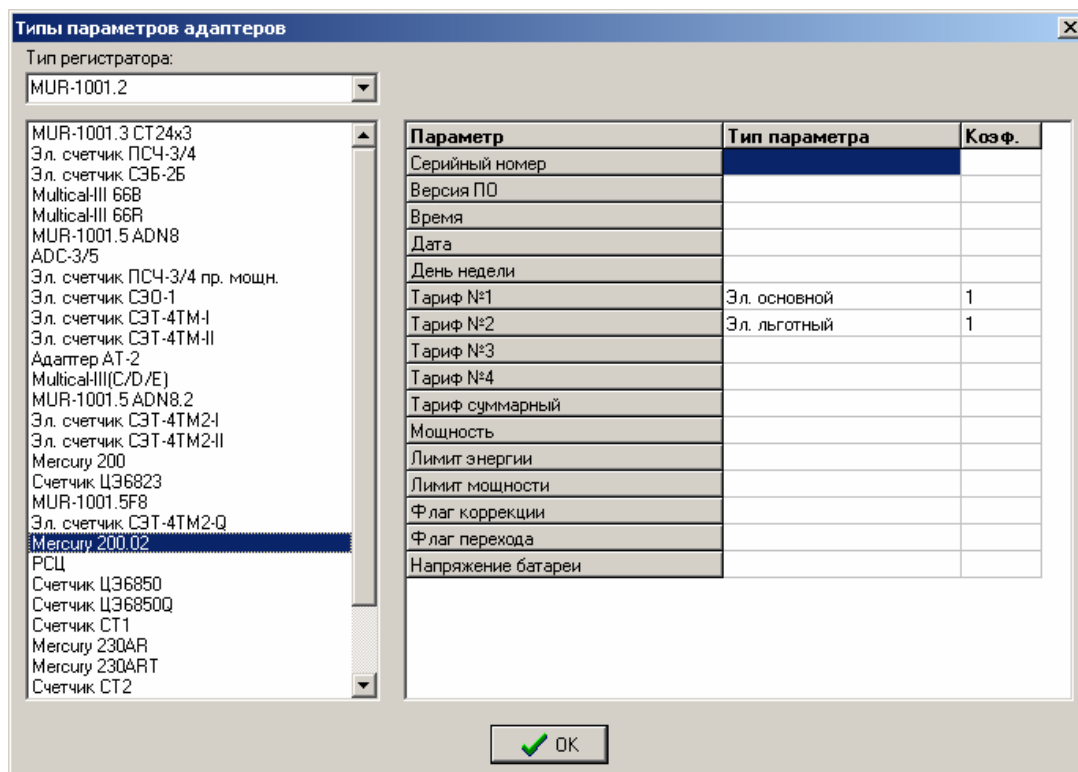 Типы параметров адаптеров
Тип регистратора:
MUR-1001.2
MUR-1001.3 CT24x3
Эл. счетчик ПСЧ-3/4
Эл. счетчик СЭБ-2Б
Multical-III 66B
Multical-III 66R
MUR-1001.5 ADN8
ADC-3/5
Эл. счетчик ПСЧ-3/4 пр. мощн.
Эл. счетчик СЭО-1
Эл. счетчик СЭТ-4ТМ-I
Эл. счетчик СЭТ-4ТМ-II
Адаптер АТ-2
Multical-III(C/D/E)
MUR-1001.5 ADN8.2
Эл. счетчик СЭТ-4ТМ2-I
Эл. счетчик СЭТ-4ТМ2-II
Mercury 200
Счетчик ЦЭ6823
MUR-1001.5F8
Эл. счетчик СЭТ-4ТМ2-Q
Mercury 200.02
РСЦ
Счетчик ЦЭ6850
Счетчик ЦЭ6850Q
Счетчик СТ1
Mercury 230AR
Mercury 230ART
Счетчик СТ2
Параметр Тип параметра Коэф.
Серийный номер
Версия ПО
Время
Дата
День недели
Тариф №1 Эл. основной 1
Тариф №2 Эл. льготный 1
Тариф №3
Тариф №4
Тариф суммарный
Мощность
Лимит энергии
Лимит мощности
Флаг коррекции
Флаг перехода
Напряжение батареи
OK